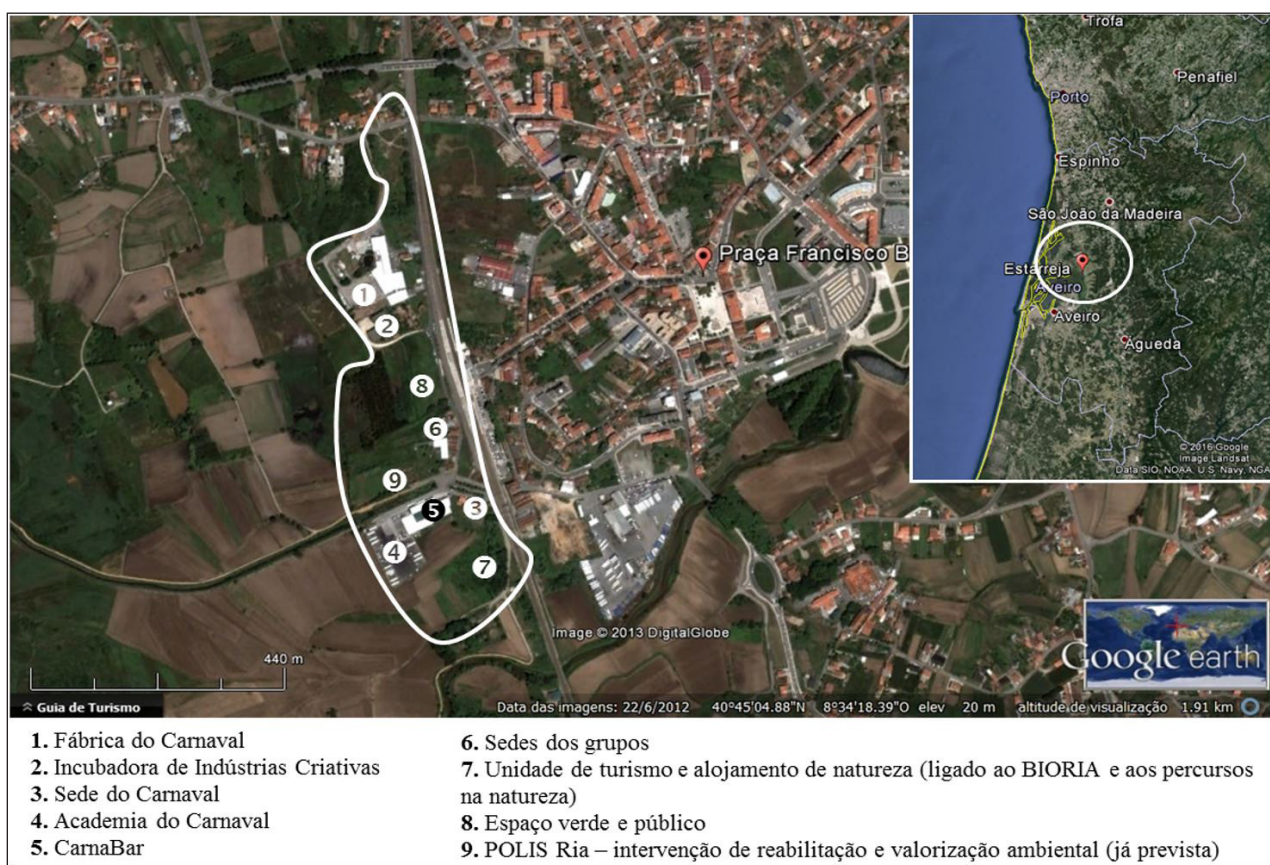 Trofa
Penafiel
Porto
Espinho
São João da Madeira
Estarreja
Aveiro
Aveiro
Águeda
© 2016 Google
Image Landsat
Data SIO, NOAA, U.S. Navy, NGA
Praça Francisco B
1
2
8
6
9
5
3
4
7
Image © 2013 DigitalGlobe
440 m
Google earth
Guia de Turismo
Data das imagens: 22/6/2012 40°45'04.88"N 8°34'18.39"O elev 20 m altitude de visualização 1.91 km
1. Fábrica do Carnaval
2. Incubadora de Indústrias Criativas
3. Sede do Carnaval
4. Academia do Carnaval
5. CarnaBar
6. Sedes dos grupos
7. Unidade de turismo e alojamento de natureza (ligado ao BIORIA e aos percursos
na natureza)
8. Espaço verde e público
9. POLIS Ria – intervenção de reabilitação e valorização ambiental (já prevista)